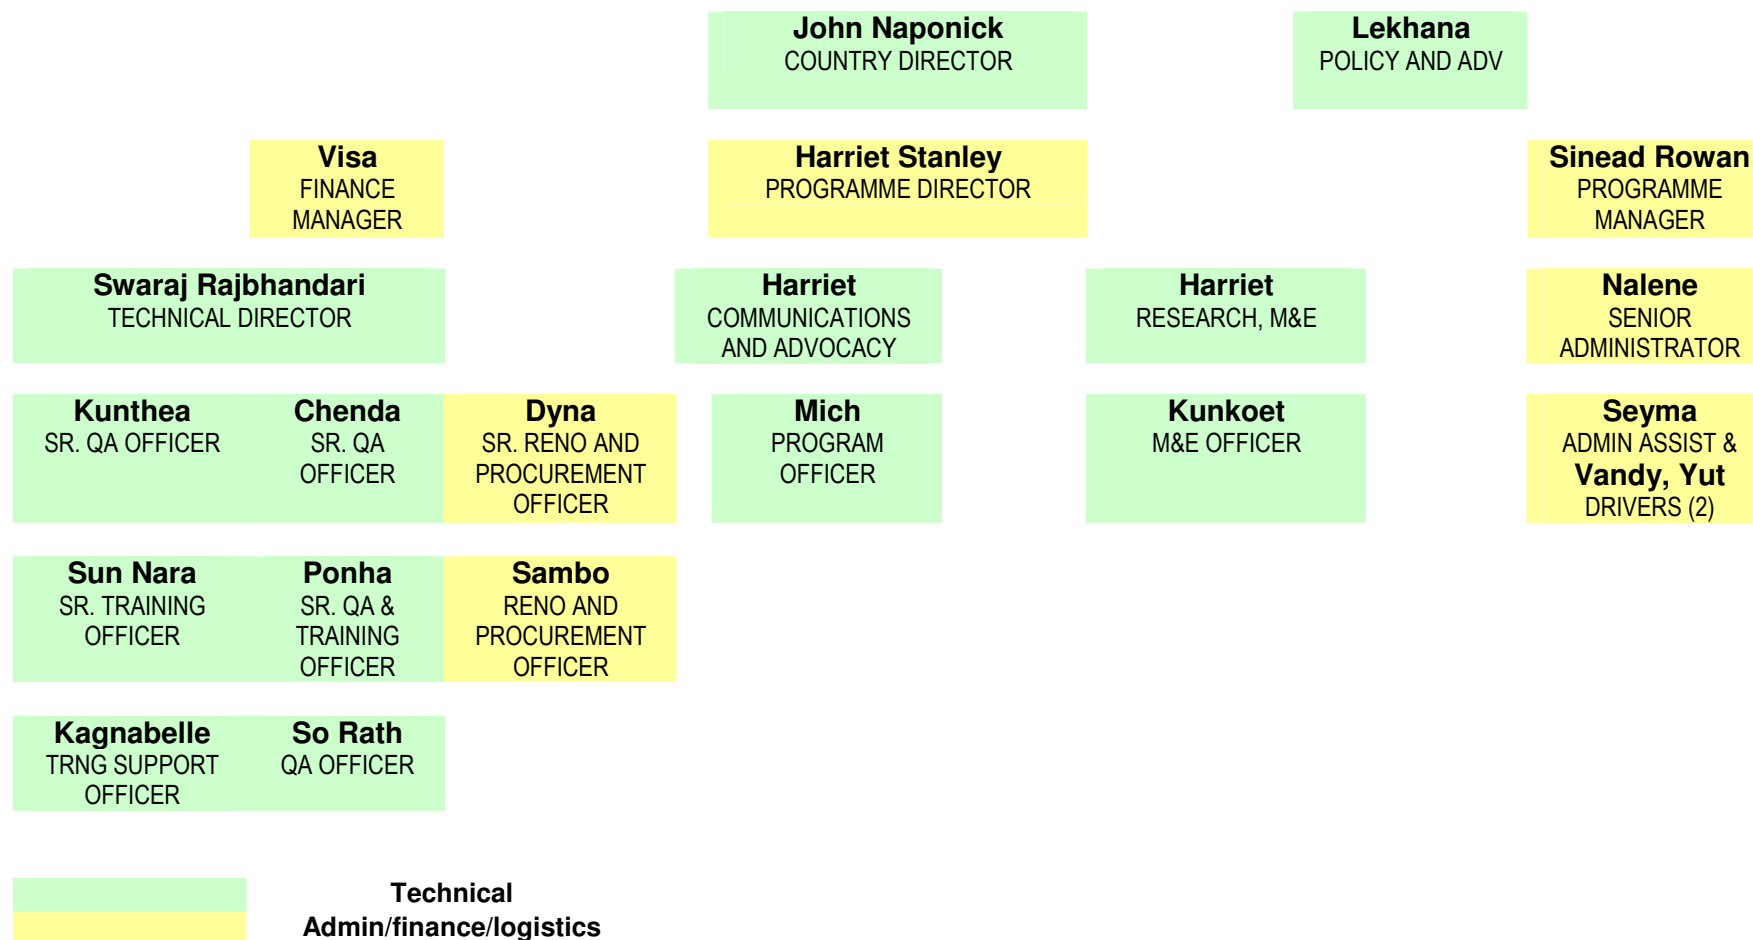 John Naponick
COUNTRY DIRECTOR
Lekhana
POLICY AND ADV
Visa
FINANCE
MANAGER
Harriet Stanley
PROGRAMME DIRECTOR
Sinead Rowan
PROGRAMME
MANAGER
Swaraj Rajbhandari
TECHNICAL DIRECTOR
Harriet
COMMUNICATIONS
AND ADVOCACY
Harriet
RESEARCH, M&E
Nalene
SENIOR
ADMINISTRATOR
Kunthea
SR. QA OFFICER
Chenda
SR. QA
OFFICER
Dyna
SR. RENO AND
PROCUREMENT
OFFICER
Mich
PROGRAM
OFFICER
Kunkoet
M&E OFFICER
Seyma
ADMIN ASSIST &
Vandy, Yut
DRIVERS (2)
Sun Nara
SR. TRAINING
OFFICER
Ponha
SR. QA &
TRAINING
OFFICER
Sambo
RENO AND
PROCUREMENT
OFFICER
Kagnabelle
TRNG SUPPORT
OFFICER
So Rath
QA OFFICER
Technical
Admin/finance/logistics